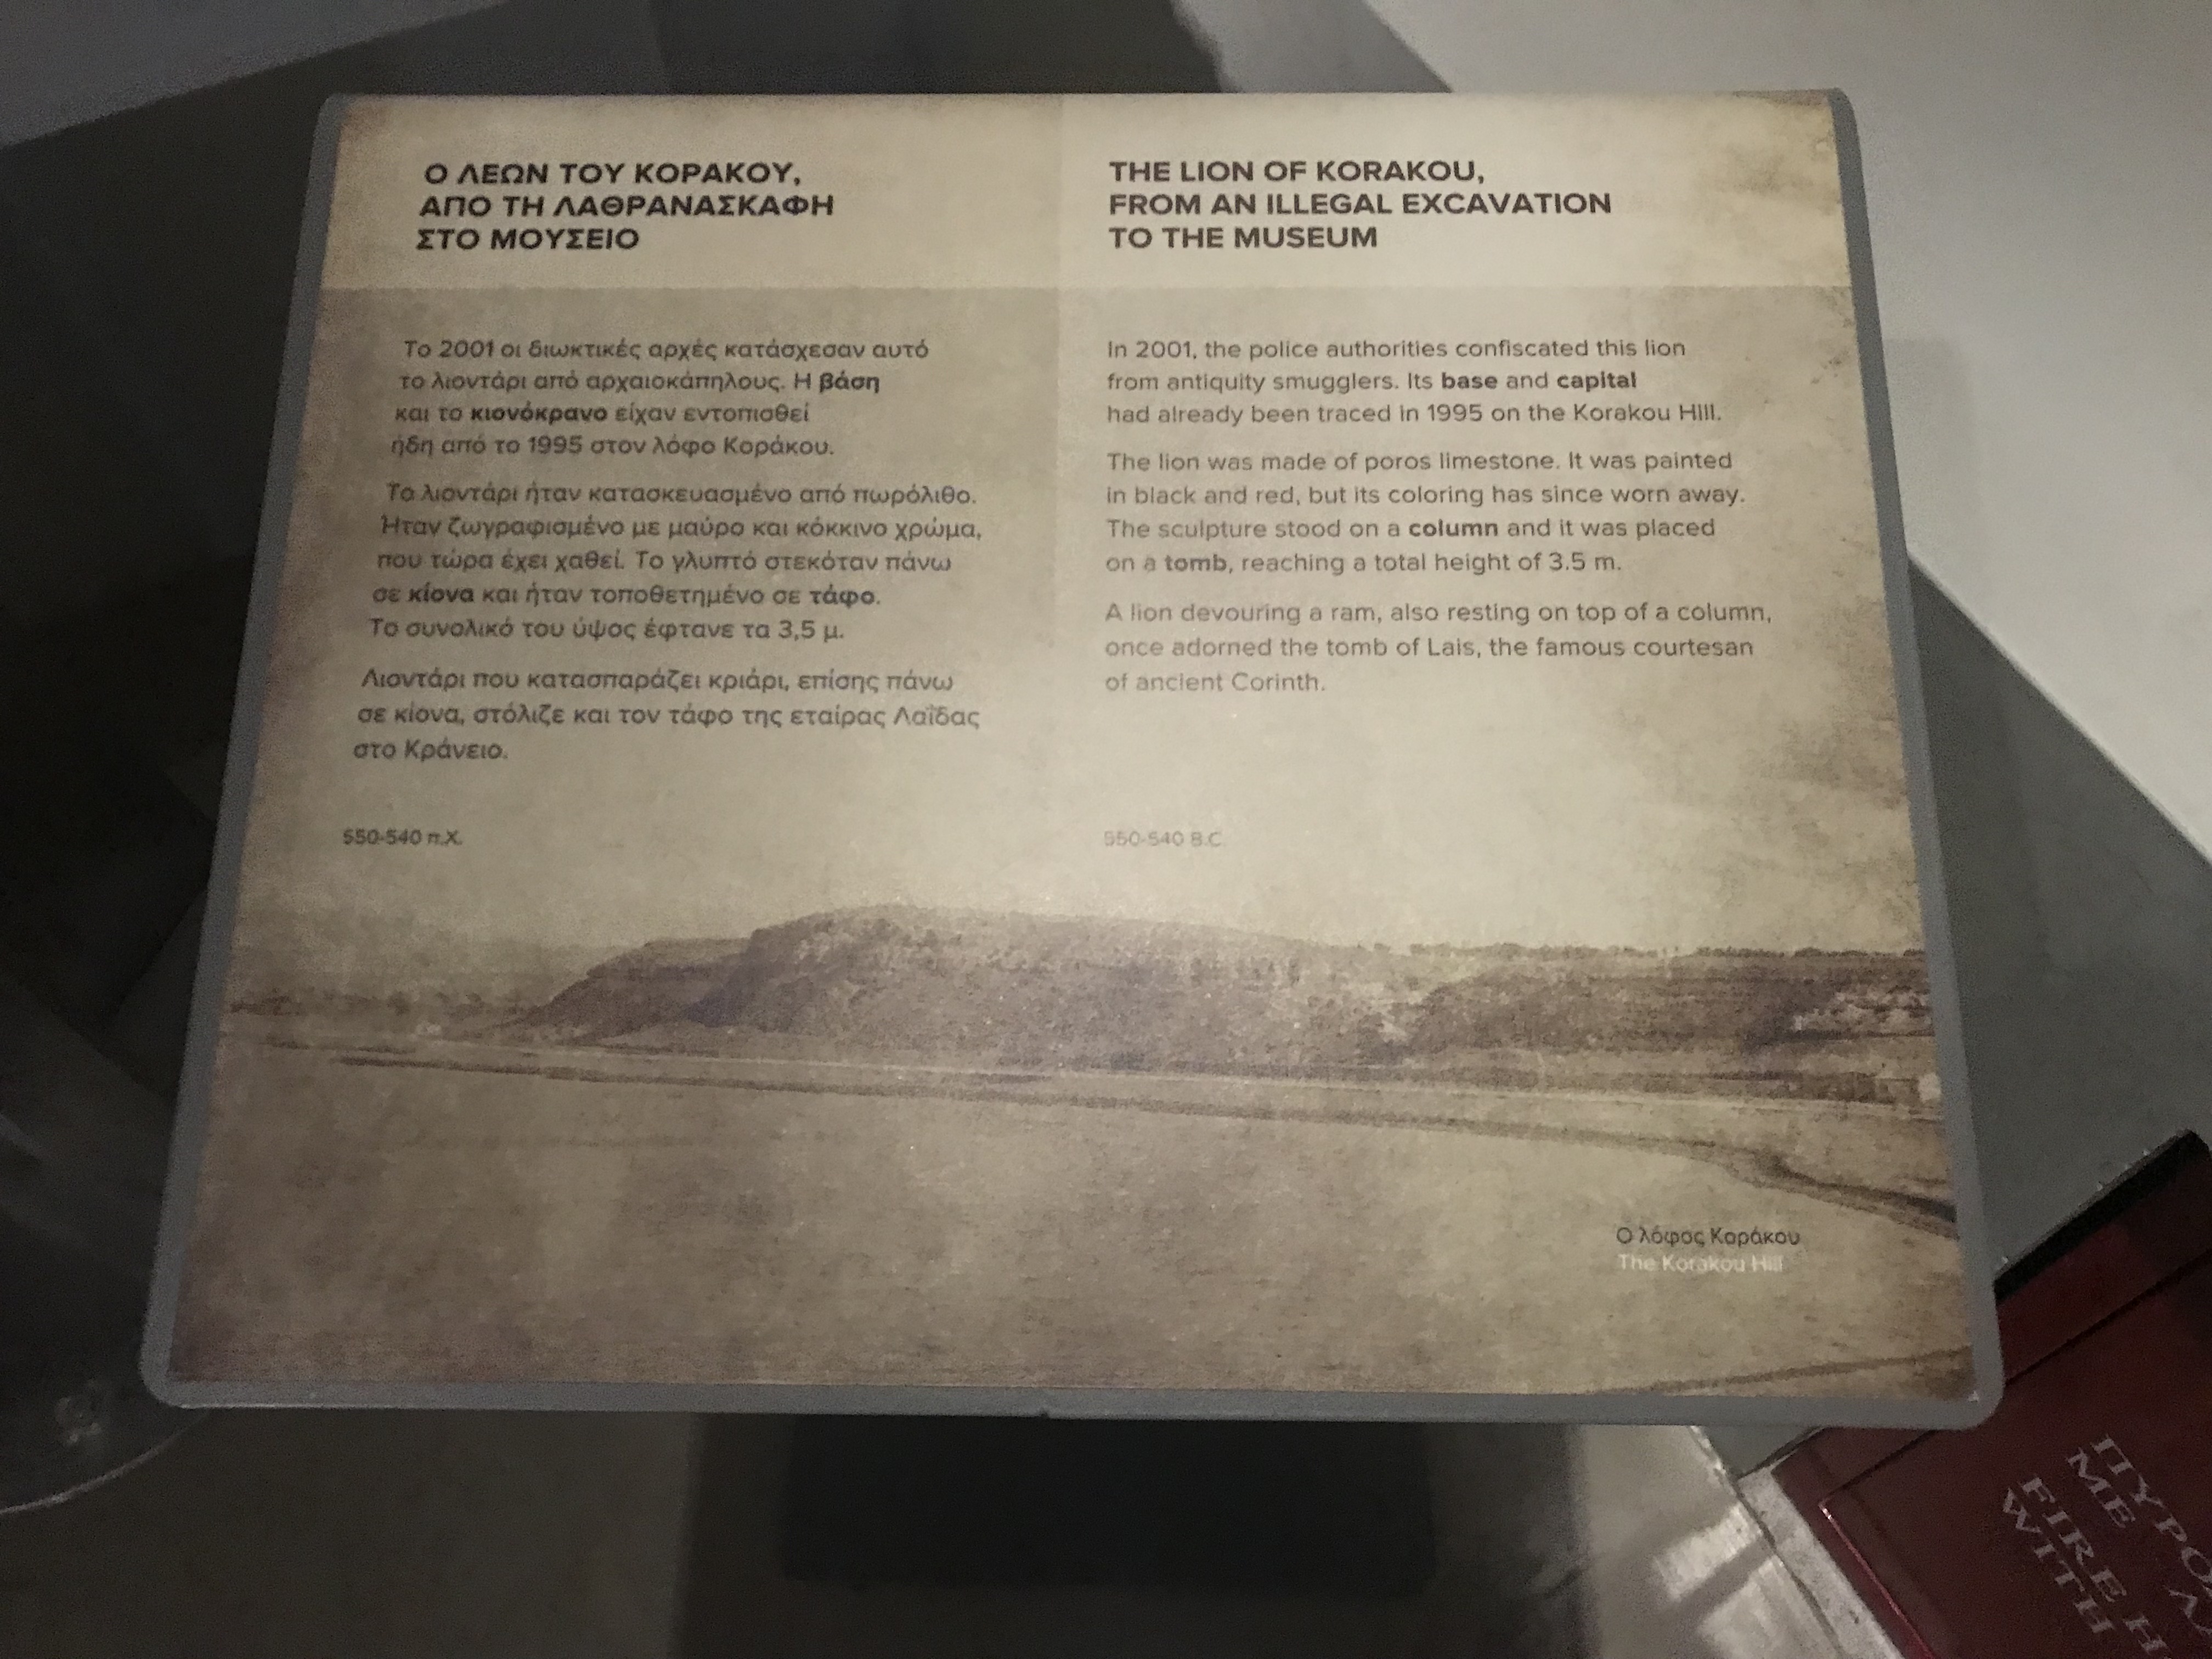 Ο ΛΕΩΝ ΤΟΥ ΚΟΡΑΚΟΥ,
ΑΠΟ ΤΗ ΛΑΘΡΑΝΑΣΚΑΦΗ
ΣΤΟ ΜΟΥΣΕΙΟ
Το 2001 οι διωκτικές αρχές κατάσχεσαν αυτό
το λιοντάρι από αρχαιοκάπηλους. Η βάση
και το κιονόκρανο είχαν εντοπισθεί
ήδη από το 1995 στον λόφο Κοράκου.
Το λιοντάρι ήταν κατασκευασμένο από πωρόλιθο.
Ήταν ζωγραφισμένο με μαύρο και κόκκινο χρώμα,
που τώρα έχει χαθεί. Το γλυπτό στεκόταν πάνω
σε κίονα και ήταν τοποθετημένο σε τάφο.
Το συνολικό του ύψος έφτανε τα 3,5 μ.
Λιοντάρι που κατασπαράζει κριάρι, επίσης πάνω
σε κίονα, στόλιζε και τον τάφο της εταίρας Λαΐδας
στο Κράνειο.
550-540 π.Χ.
THE LION OF KORAKOU,
FROM AN ILLEGAL EXCAVATION
TO THE MUSEUM
In 2001, the police authorities confiscated this lion
from antiquity smugglers. Its base and capital
had already been traced in 1995 on the Korakou Hill.
The lion was made of poros limestone. It was painted
in black and red, but its coloring has since worn away.
The sculpture stood on a column and it was placed
on a tomb, reaching a total height of 3.5 m.
A lion devouring a ram, also resting on top of a column,
once adorned the tomb of Lais, the famous courtesan
of ancient Corinth.
550-540 B.C.
Ο λόφος Κοράκου
The Korakou Hill
ΜΕ
FIRE
WITH